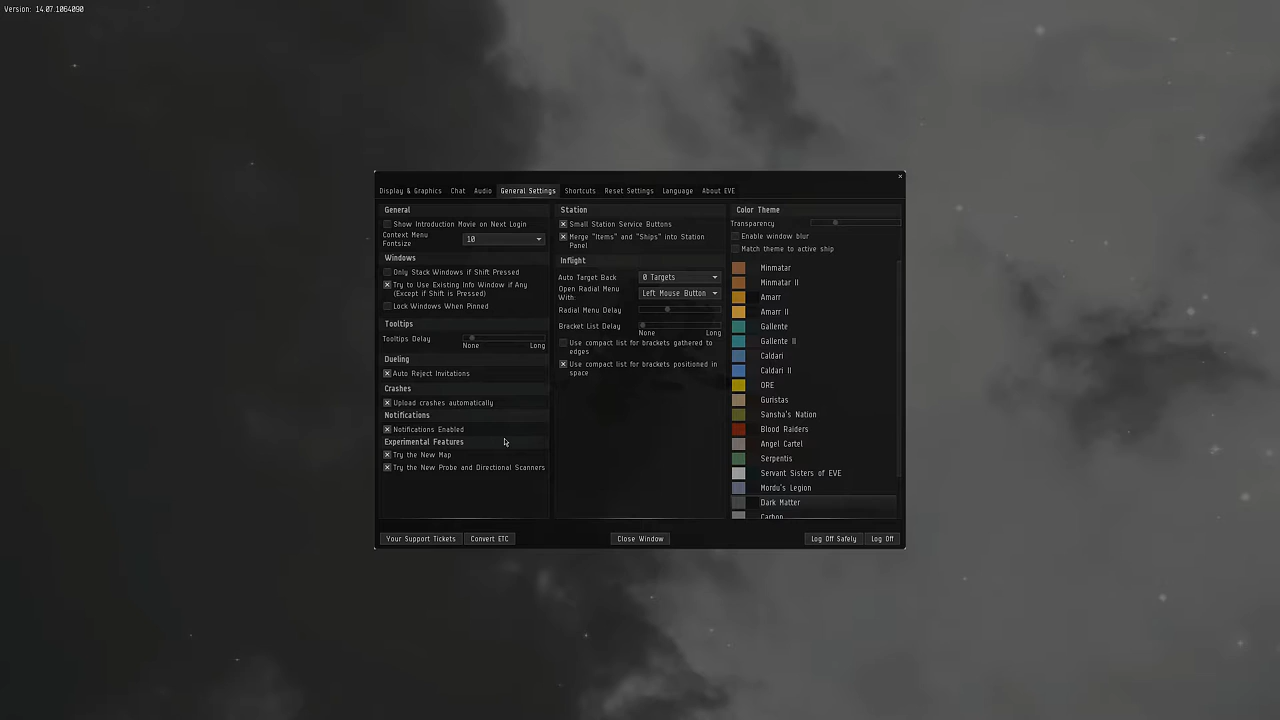 Version: 14.07.1064090
Display & Graphics Chat Audio General Settings Shortcuts Reset Settings Language About EVE
General
Show Introduction Movie on Next Login
Context Menu
Fontsize
10
Windows
Only Stack Windows if Shift Pressed
Try to Use Existing Info Window if Any
(Except if Shift is Pressed)
Lock Windows When Pinned
Tooltips
Tooltips Delay
None Long
Dueling
Auto Reject Invitations
Crashes
Upload crashes automatically
Notifications
Notifications Enabled
Experimental Features
Try the New Map
Try the New Probe and Directional Scanners
Station
Small Station Service Buttons
Merge "Items" and "Ships" into Station
Panel
Inflight
Auto Target Back 0 Targets
Open Radial Menu
With:
Left Mouse Button
Radial Menu Delay
Bracket List Delay
None Long
Use compact list for brackets gathered to
edges
Use compact list for brackets positioned in
space
Color Theme
Transparency
Enable window blur
Match theme to active ship
Minmatar
Minmatar II
Amarr
Amarr II
Gallente
Gallente II
Caldari
Caldari II
ORE
Guristas
Sansha's Nation
Blood Raiders
Angel Cartel
Serpentis
Servant Sisters of EVE
Mordu's Legion
Dark Matter
Carbon
Your Support Tickets Convert ETC Close Window Log Off Safely Log Off